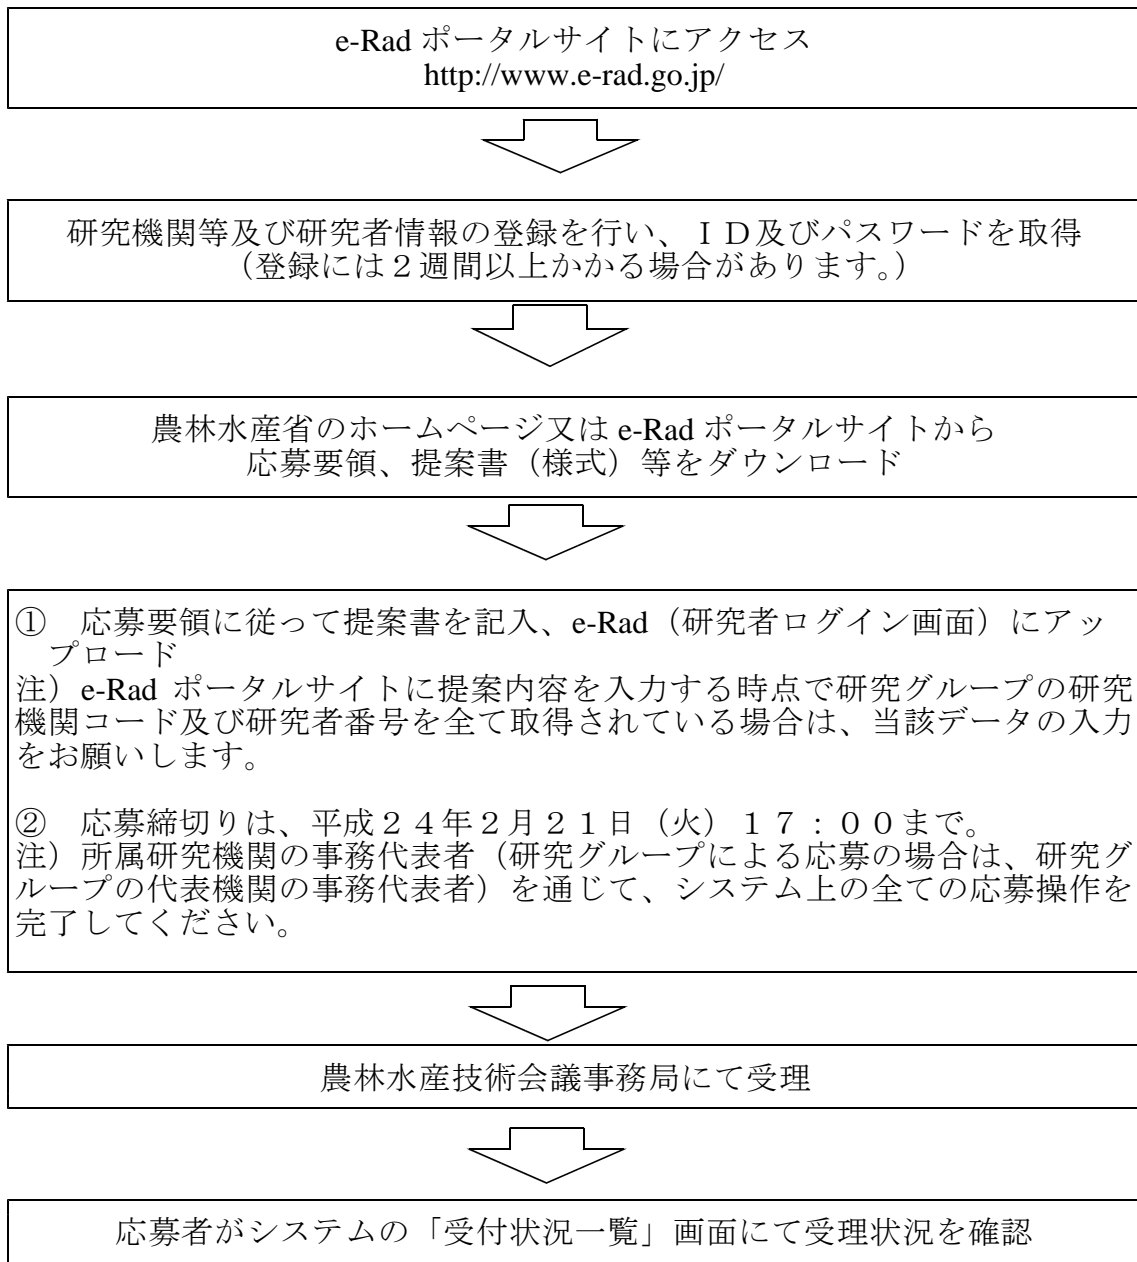 e-Rad ポータルサイトにアクセス
http://www.e-rad.go.jp/
研究機関等及び研究者情報の登録を行い、ＩＤ及びパスワードを取得
（登録には２週間以上かかる場合があります。）
農林水産省のホームページ又は e-Rad ポータルサイトから
応募要領、提案書（様式）等をダウンロード
①　応募要領に従って提案書を記入、e-Rad（研究者ログイン画面）にアッ
プロード
注）e-Rad ポータルサイトに提案内容を入力する時点で研究グループの研究
機関コード及び研究者番号を全て取得されている場合は、当該データの入力
をお願いします。
②　応募締切りは、平成２４年２月２１日（火）１７：００まで。
注）所属研究機関の事務代表者（研究グループによる応募の場合は、研究グ
ループの代表機関の事務代表者）を通じて、システム上の全ての応募操作を
完了してください。
農林水産技術会議事務局にて受理
応募者がシステムの「受付状況一覧」画面にて受理状況を確認